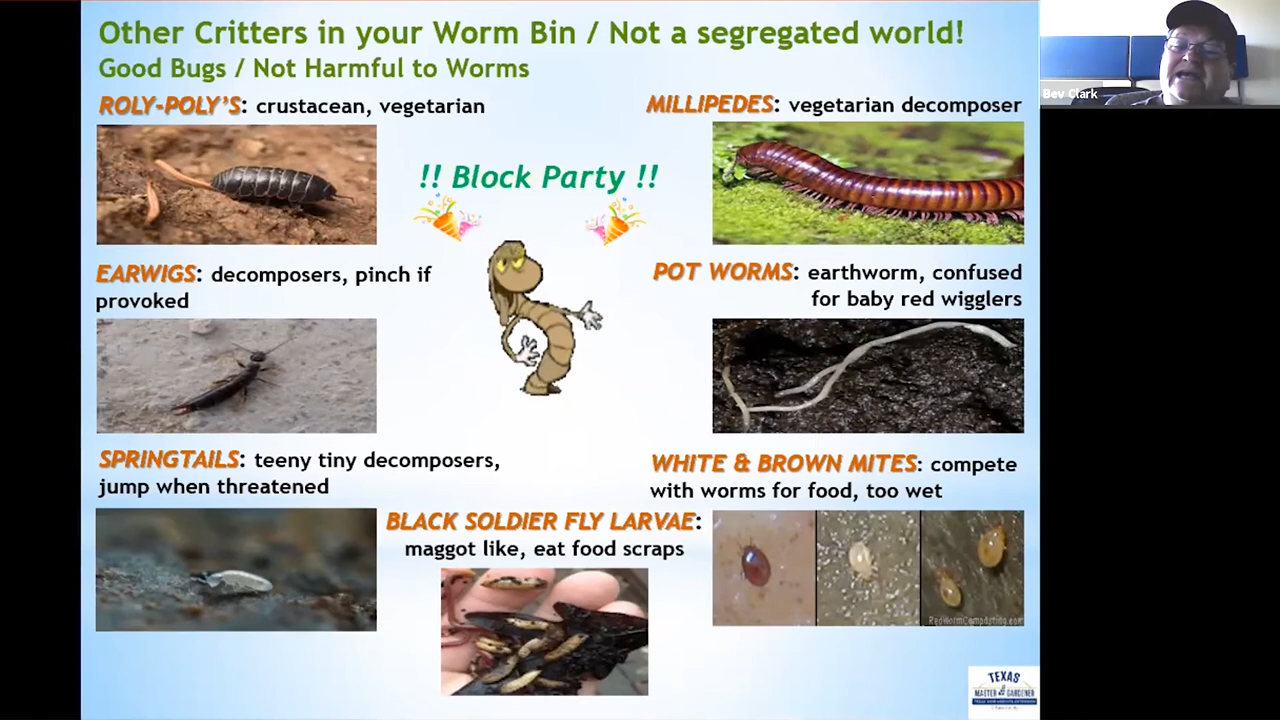 Other Critters in your Worm Bin / Not a segregated world!
Good Bugs / Not Harmful to Worms
ROLY-POLY'S: crustacean, vegetarian
MILLIPEDES: vegetarian decomposer
!! Block Party !!
EARWIGS: decomposers, pinch if
provoked
POT WORMS: earthworm, confused
for baby red wigglers
SPRINGTAILS: teeny tiny decomposers,
jump when threatened
WHITE & BROWN MITES: compete
with worms for food, too wet
BLACK SOLDIER FLY LARVAE:
maggot like, eat food scraps
RedWormComposting.com
TEXAS
MASTER GARDENER
Bev Clark